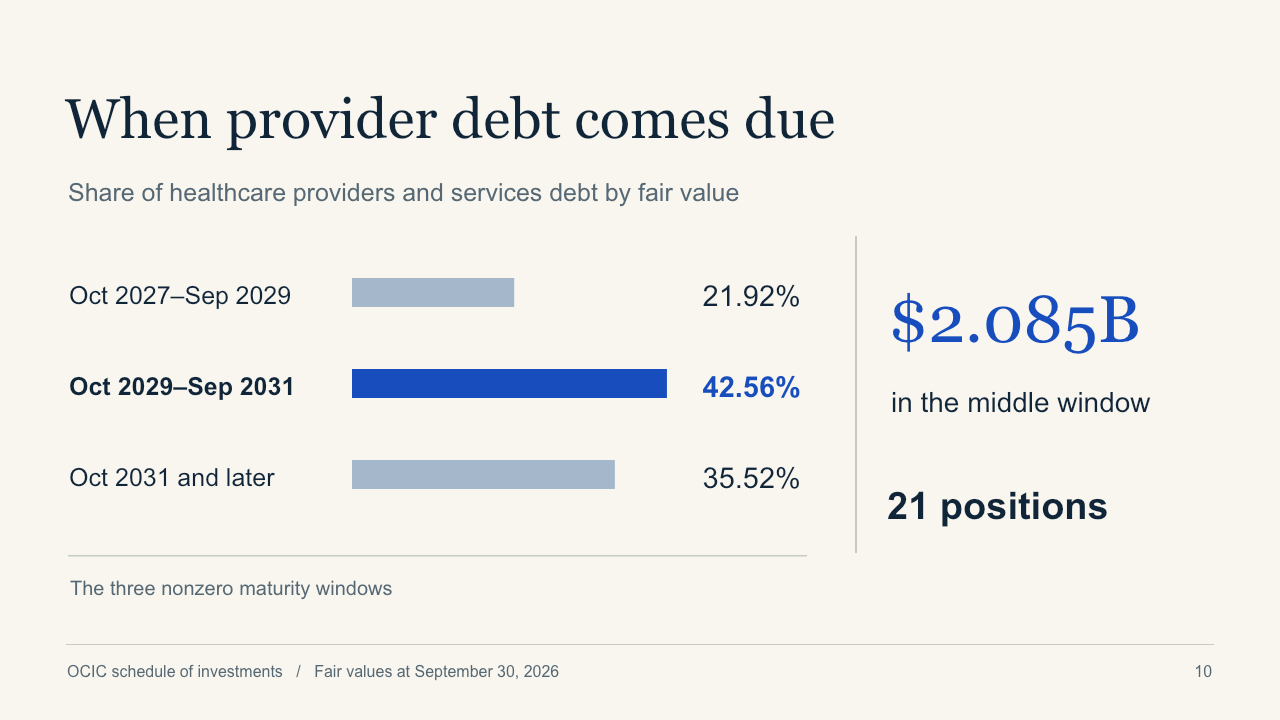 When provider debt comes due
Share of healthcare providers and services debt by fair value
Oct 2027–Sep 2029 21.92%
Oct 2029–Sep 2031 42.56%
Oct 2031 and later 35.52%
The three nonzero maturity windows
$2.085B
in the middle window
21 positions
OCIC schedule of investments / Fair values at September 30, 2026 10